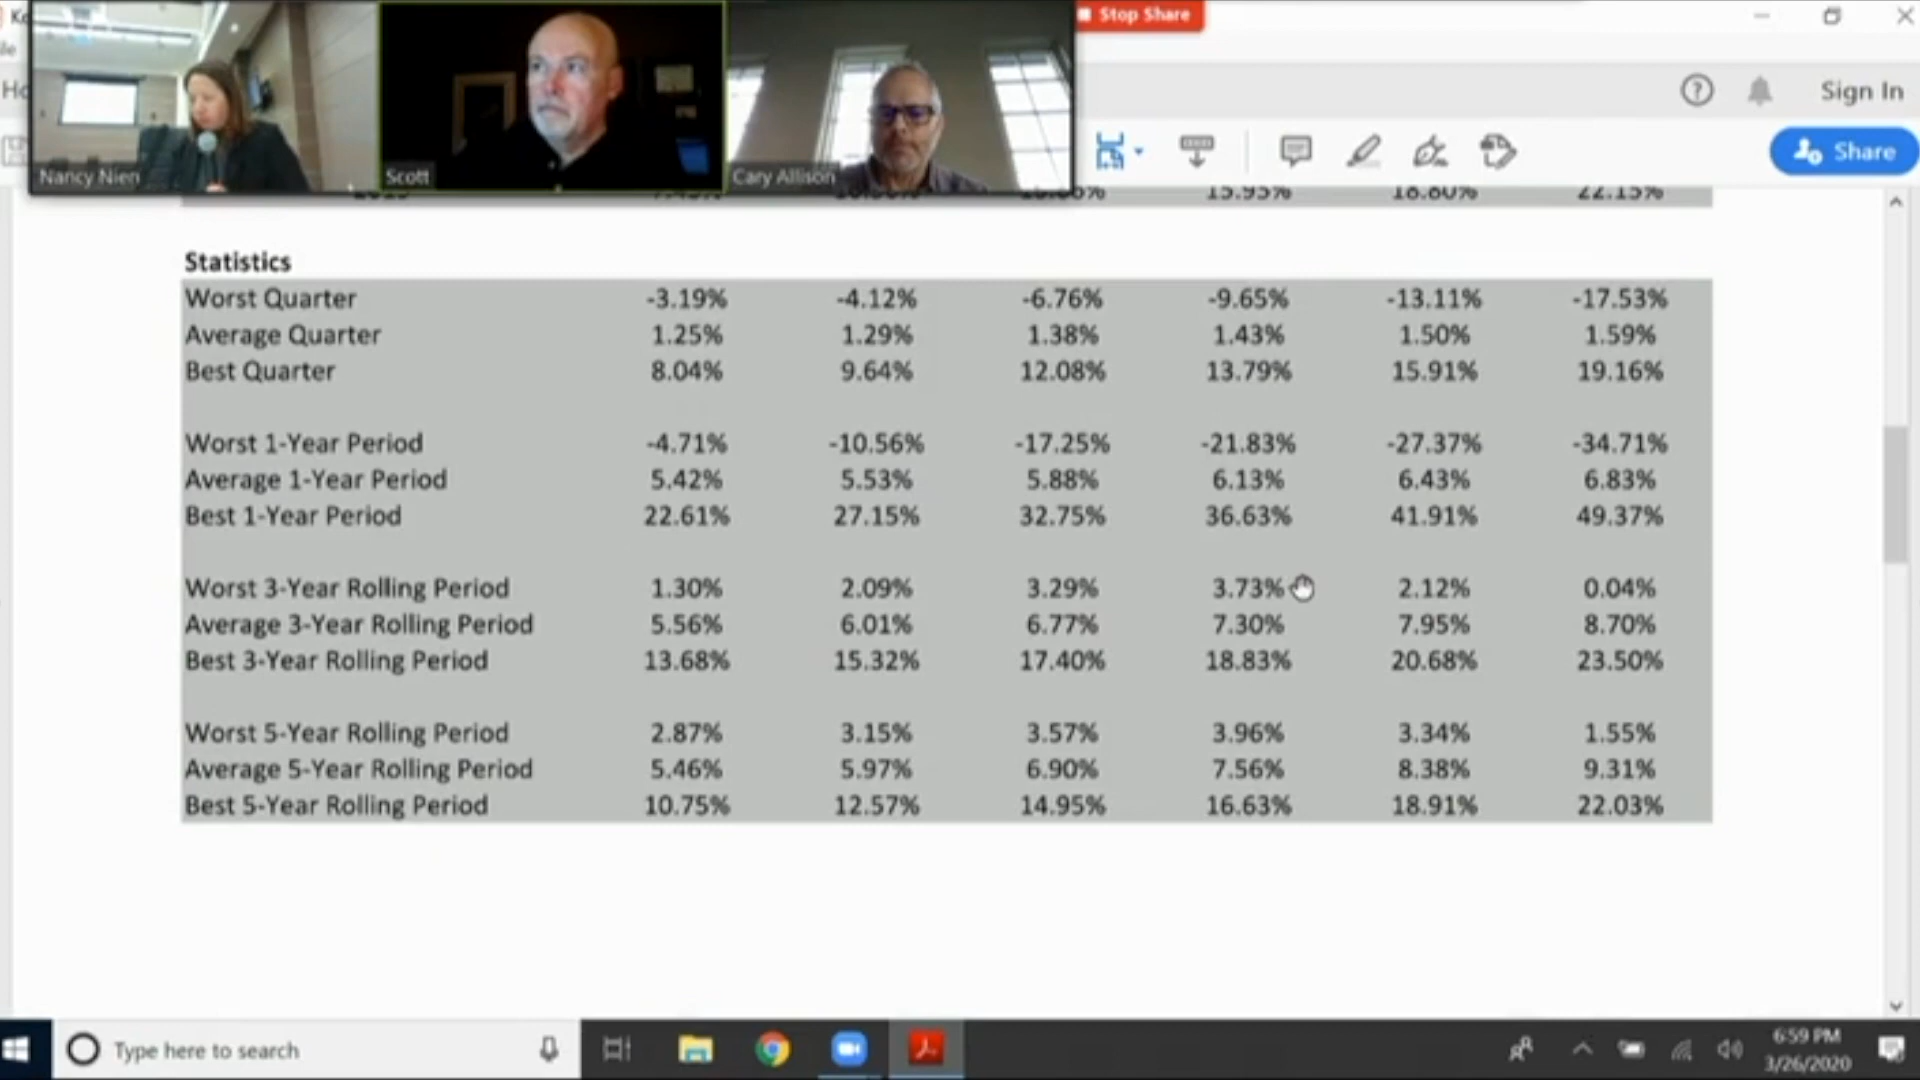 Stop Share
Sign In
Nancy Nien
Scott
Cary Allison
Share
15.95% 18.80% 22.15%
Statistics
Worst Quarter -3.19% -4.12% -6.76% -9.65% -13.11% -17.53%
Average Quarter 1.25% 1.29% 1.38% 1.43% 1.50% 1.59%
Best Quarter 8.04% 9.64% 12.08% 13.79% 15.91% 19.16%
Worst 1-Year Period -4.71% -10.56% -17.25% -21.83% -27.37% -34.71%
Average 1-Year Period 5.42% 5.53% 5.88% 6.13% 6.43% 6.83%
Best 1-Year Period 22.61% 27.15% 32.75% 36.63% 41.91% 49.37%
Worst 3-Year Rolling Period 1.30% 2.09% 3.29% 3.73% 2.12% 0.04%
Average 3-Year Rolling Period 5.56% 6.01% 6.77% 7.30% 7.95% 8.70%
Best 3-Year Rolling Period 13.68% 15.32% 17.40% 18.83% 20.68% 23.50%
Worst 5-Year Rolling Period 2.87% 3.15% 3.57% 3.96% 3.34% 1.55%
Average 5-Year Rolling Period 5.46% 5.97% 6.90% 7.56% 8.38% 9.31%
Best 5-Year Rolling Period 10.75% 12.57% 14.95% 16.63% 18.91% 22.03%
Type here to search
6:59 PM
3/26/2020